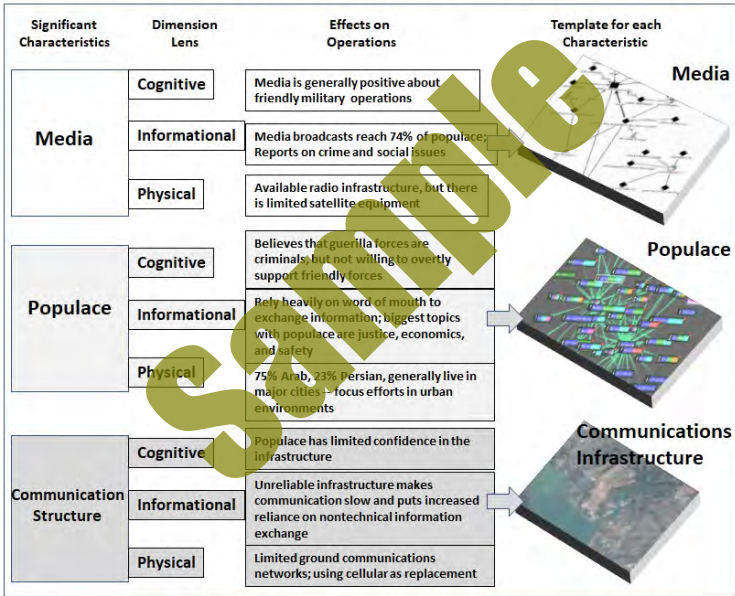 Significant
Characteristics
Dimension
Lens
Effects on
Operations
Template for each
Characteristic
Media
Cognitive
Media is generally positive about
friendly military operations
Informational
Media broadcasts reach 74% of populace;
Reports on crime and social issues
Physical
Available radio infrastructure, but there
is limited satellite equipment
Media
Populace
Cognitive
Believes that guerilla forces are
criminals, but not willing to overtly
support friendly forces
Informational
Rely heavily on word of mouth to
exchange information; biggest topics
with populace are justice, economics,
and safety
Physical
75% Arab, 23% Persian, generally live in
major cities -- focus efforts in urban
environments
Populace
Communication
Structure
Cognitive
Populace has limited confidence in the
infrastructure
Informational
Unreliable infrastructure makes
communication slow and puts increased
reliance on nontechnical information
exchange
Physical
Limited ground communications
networks; using cellular as replacement
Communications
Infrastructure
Sample